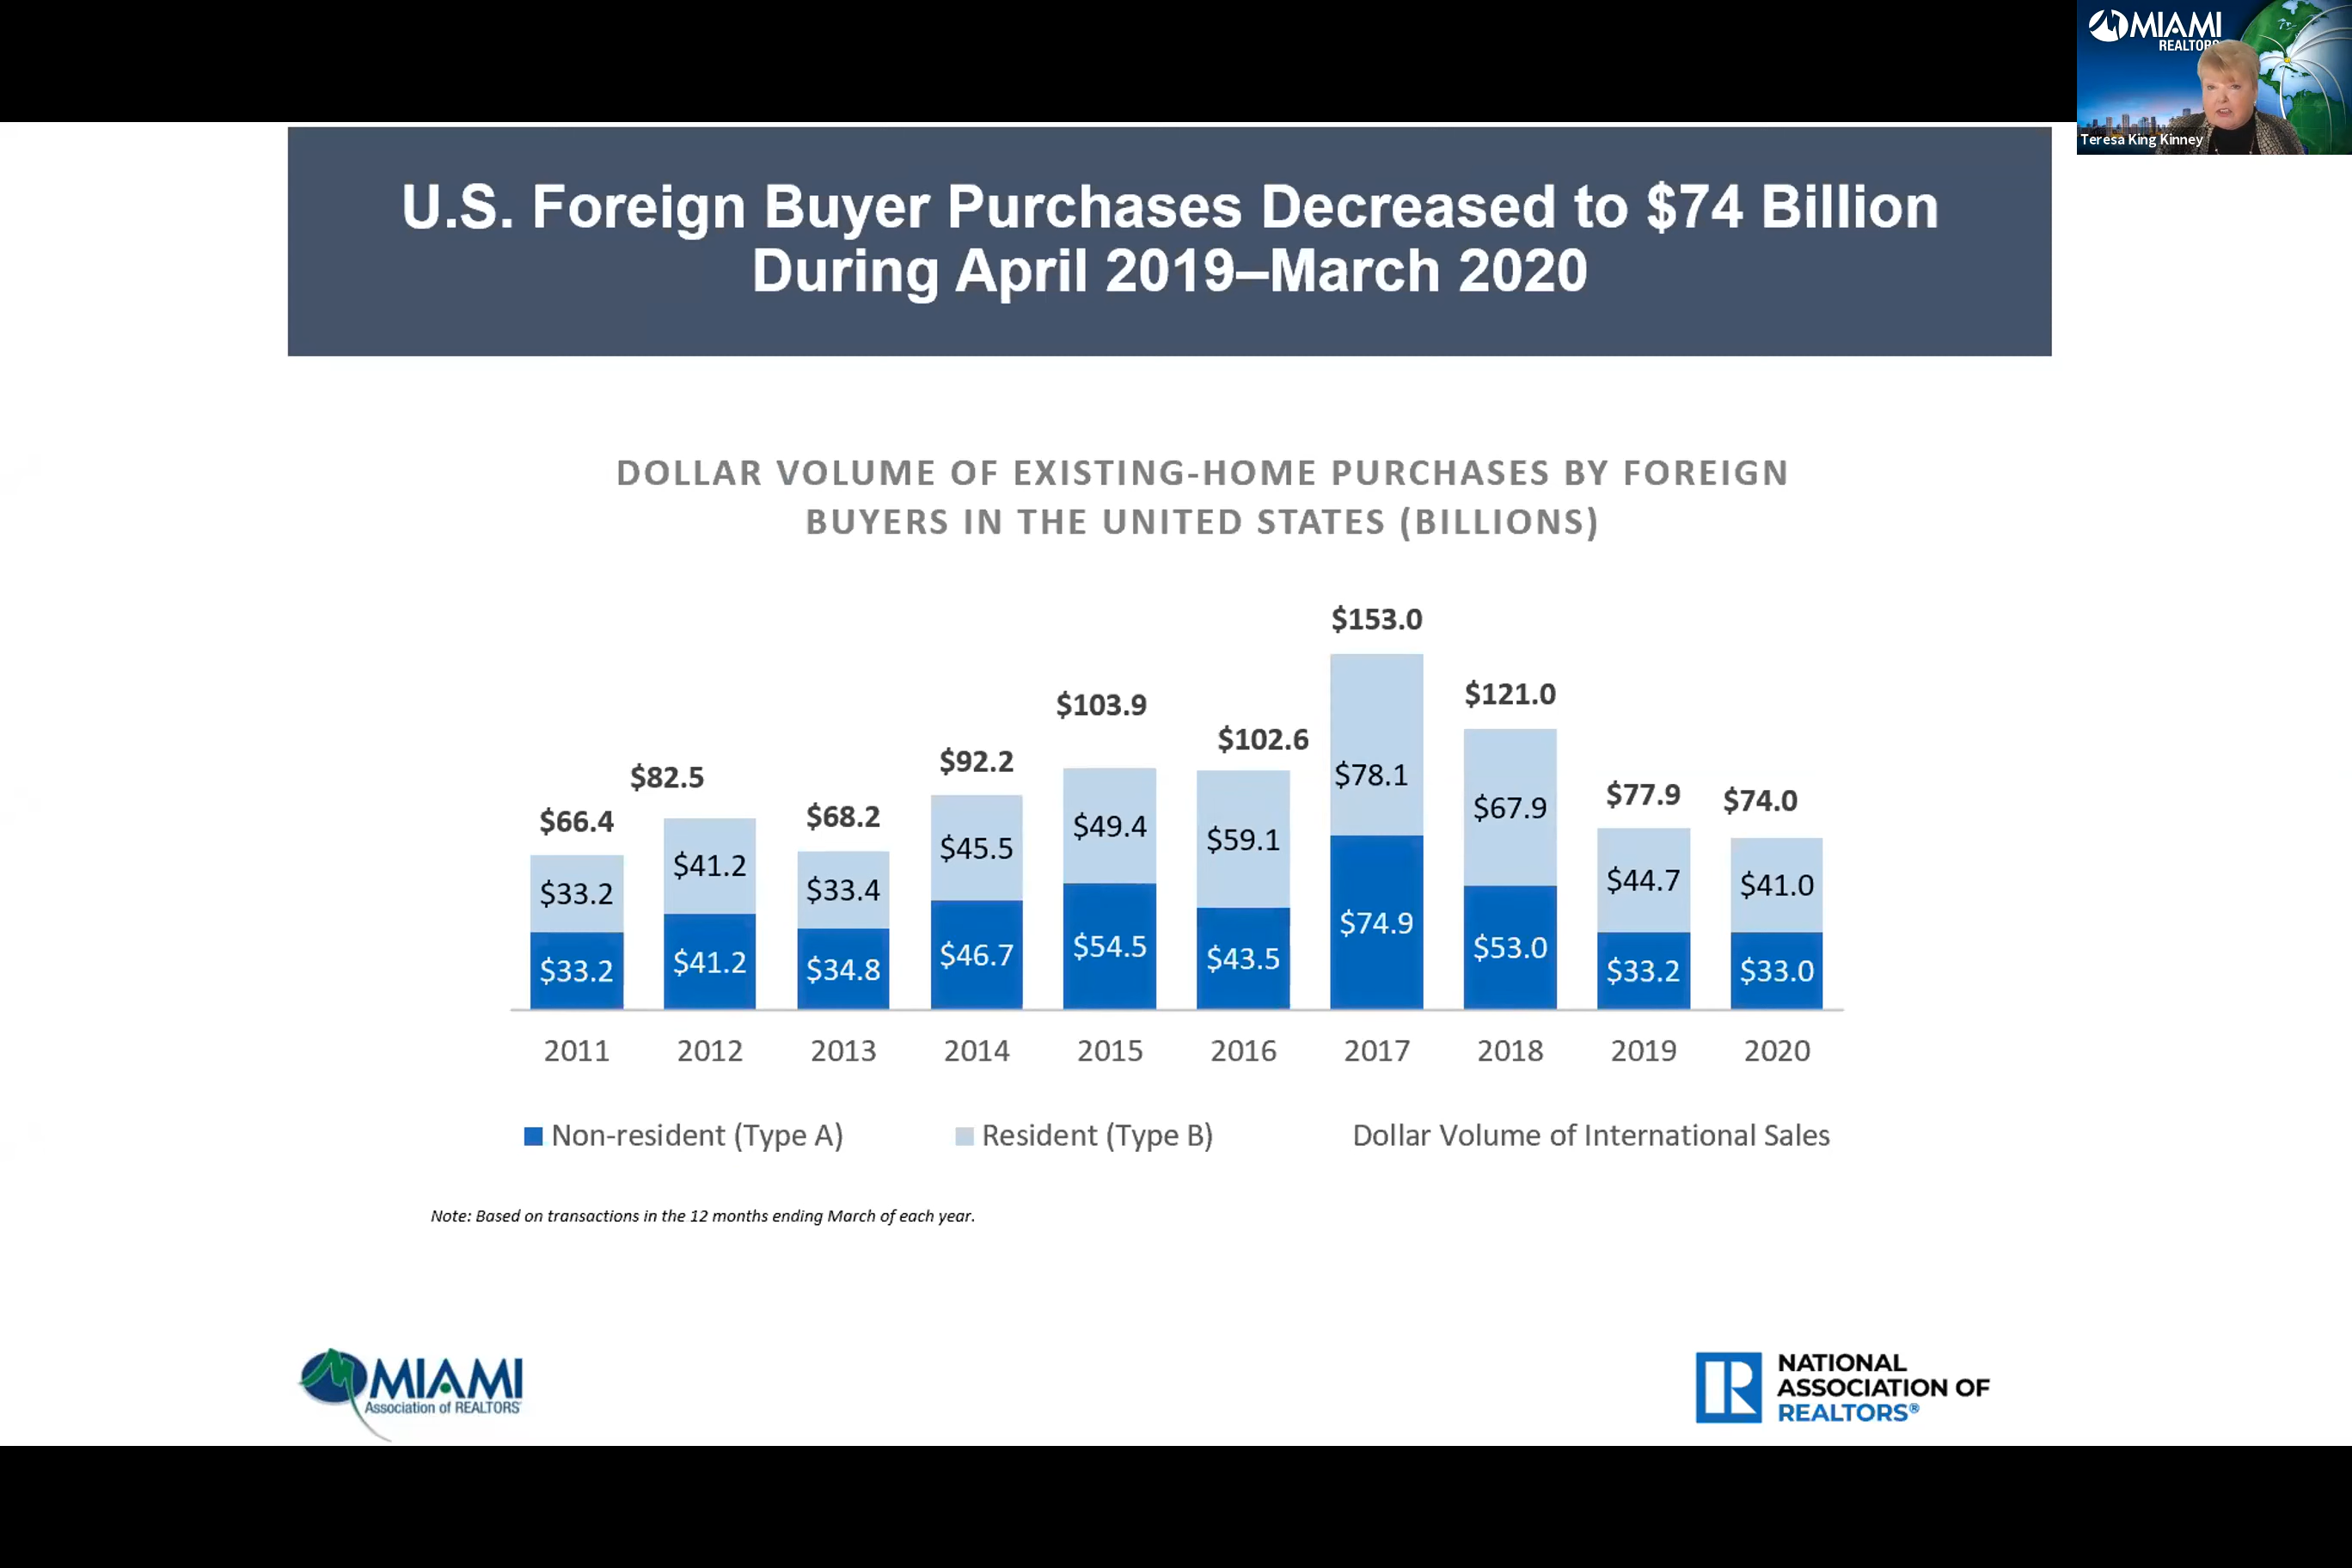 MIAMI
REALTORS
Teresa King Kinney
U.S. Foreign Buyer Purchases Decreased to $74 Billion
During April 2019–March 2020
DOLLAR VOLUME OF EXISTING-HOME PURCHASES BY FOREIGN
BUYERS IN THE UNITED STATES (BILLIONS)
$66.4 $82.5 $68.2 $92.2 $103.9 $102.6 $153.0 $121.0 $77.9 $74.0
$33.2 $41.2 $33.4 $45.5 $49.4 $59.1 $78.1 $67.9 $44.7 $41.0
$33.2 $41.2 $34.8 $46.7 $54.5 $43.5 $74.9 $53.0 $33.2 $33.0
2011 2012 2013 2014 2015 2016 2017 2018 2019 2020
Non-resident (Type A) Resident (Type B) Dollar Volume of International Sales
Note: Based on transactions in the 12 months ending March of each year.
MIAMI
Association of REALTORS®
NATIONAL
ASSOCIATION OF
REALTORS®